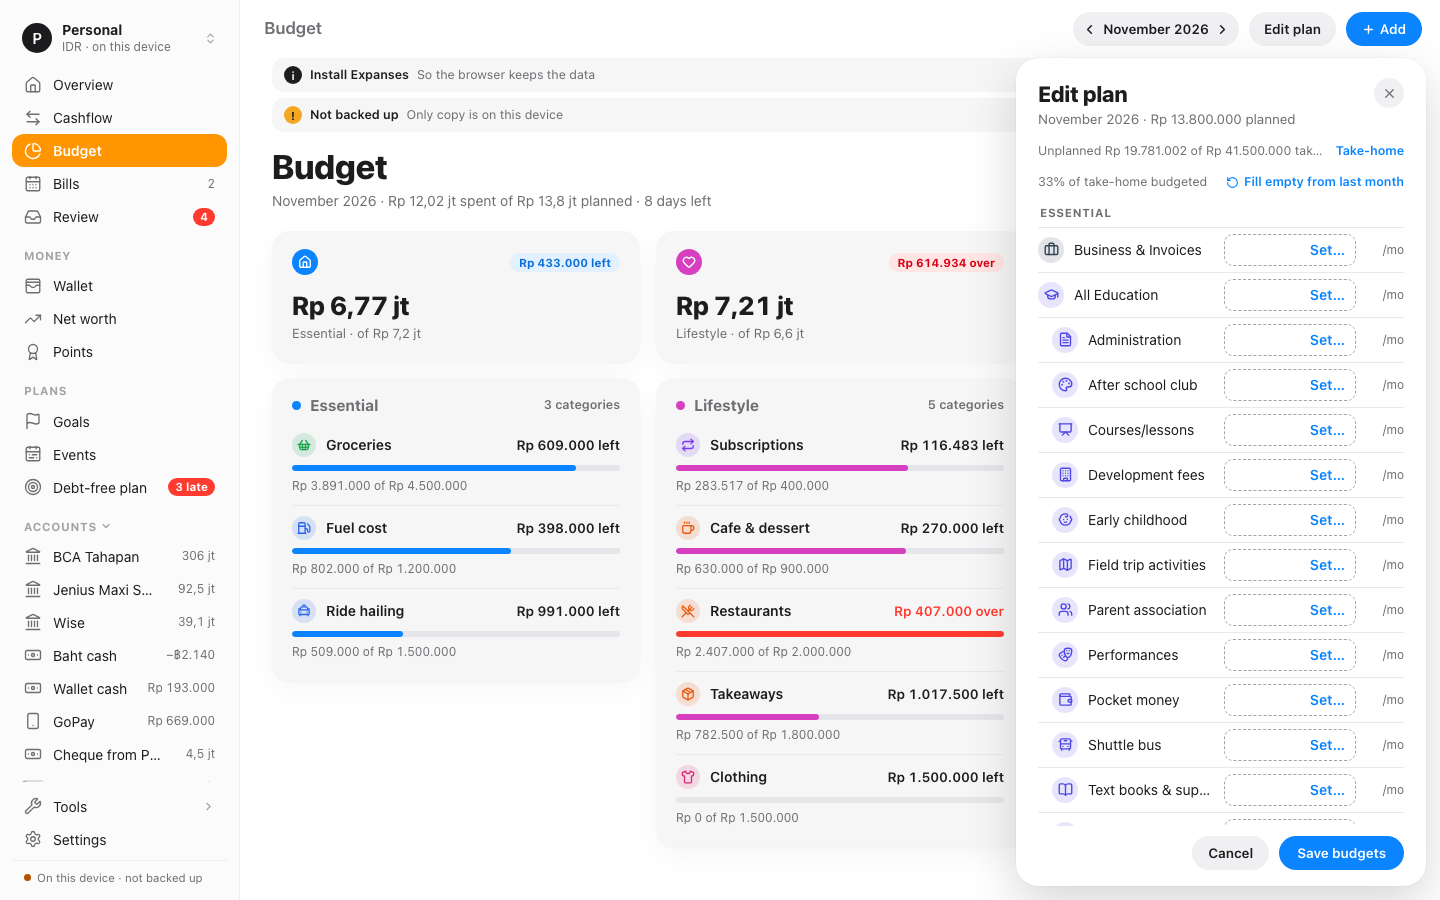 P
Personal
IDR · on this device
Overview
Cashflow
Budget
Bills 2
Review 4
MONEY
Wallet
Net worth
Points
PLANS
Goals
Events
Debt-free plan 3 late
ACCOUNTS
BCA Tahapan 306 jt
Jenius Maxi S... 92,5 jt
Wise 39,1 jt
Baht cash −฿2.140
Wallet cash Rp 193.000
GoPay Rp 669.000
Cheque from P... 4,5 jt
Tools
Settings
On this device · not backed up
Budget
November 2026
Edit plan
+ Add
Install Expanses So the browser keeps the data
Not backed up Only copy is on this device
Budget
November 2026 · Rp 12,02 jt spent of Rp 13,8 jt planned · 8 days left
Rp 433.000 left
Rp 6,77 jt
Essential · of Rp 7,2 jt
Rp 614.934 over
Rp 7,21 jt
Lifestyle · of Rp 6,6 jt
Essential 3 categories
Groceries Rp 609.000 left
Rp 3.891.000 of Rp 4.500.000
Fuel cost Rp 398.000 left
Rp 802.000 of Rp 1.200.000
Ride hailing Rp 991.000 left
Rp 509.000 of Rp 1.500.000
Lifestyle 5 categories
Subscriptions Rp 116.483 left
Rp 283.517 of Rp 400.000
Cafe & dessert Rp 270.000 left
Rp 630.000 of Rp 900.000
Restaurants Rp 407.000 over
Rp 2.407.000 of Rp 2.000.000
Takeaways Rp 1.017.500 left
Rp 782.500 of Rp 1.800.000
Clothing Rp 1.500.000 left
Rp 0 of Rp 1.500.000
Edit plan
November 2026 · Rp 13.800.000 planned
Unplanned Rp 19.781.002 of Rp 41.500.000 tak... Take-home
33% of take-home budgeted Fill empty from last month
ESSENTIAL
Business & Invoices Set... /mo
All Education Set... /mo
Administration Set... /mo
After school club Set... /mo
Courses/lessons Set... /mo
Development fees Set... /mo
Early childhood Set... /mo
Field trip activities Set... /mo
Parent association Set... /mo
Performances Set... /mo
Pocket money Set... /mo
Shuttle bus Set... /mo
Text books & sup... Set... /mo
Cancel
Save budgets